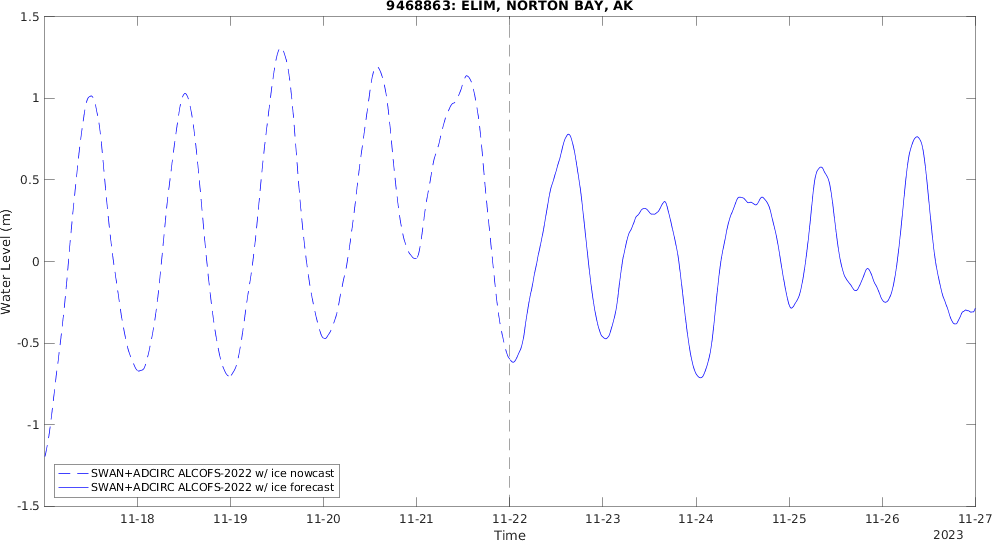 9468863: ELIM, NORTON BAY, AK
1.5
1
0.5
0
-0.5
-1
-1.5
Water Level (m)
SWAN+ADCIRC ALCOFS-2022 w/ ice nowcast
SWAN+ADCIRC ALCOFS-2022 w/ ice forecast
11-18 11-19 11-20 11-21 11-22 11-23 11-24 11-25 11-26 11-27
Time
2023